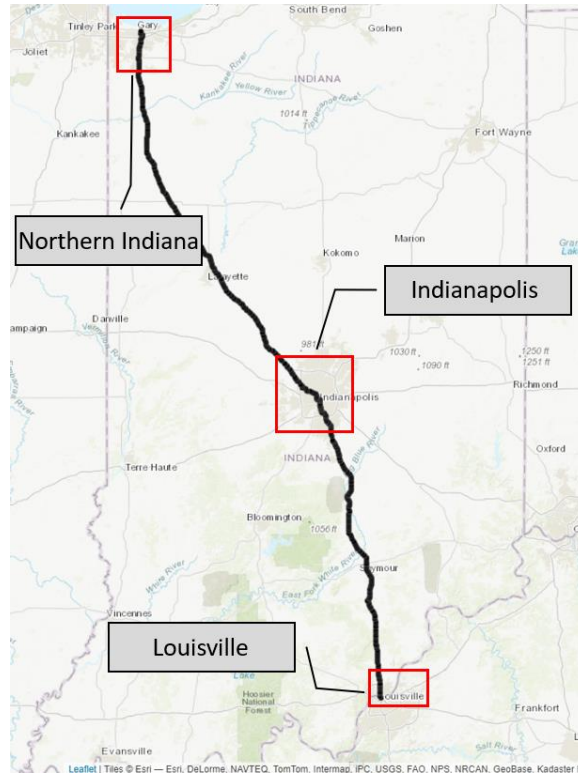 South Bend
Tinley Park
Gary
Goshen
Joliet
Kankakee River
Yellow River
INDIANA
Tippecanoe River
1014 ft
Kankakee
Fort Wayne
Northern Indiana
Marion
Kokomo
Lafayette
Indianapolis
Danville
981 ft
1030 ft
1090 ft
1250 ft
1251 ft
Richmond
Indianapolis
INDIANA
Blue River
Oxford
Terre Haute
Bloomington
1056 ft
East Fork White River
Seymour
Vincennes
Louisville
Lake
Hoosier
National
Forest
Louisville
Frankfort
Salt River
Evansville
Leaflet | Tiles © Esri — Esri, DeLorme, NAVTEQ, TomTom, Intermap, iPC, USGS, FAO, NPS, NRCAN, GeoBase, Kadaster